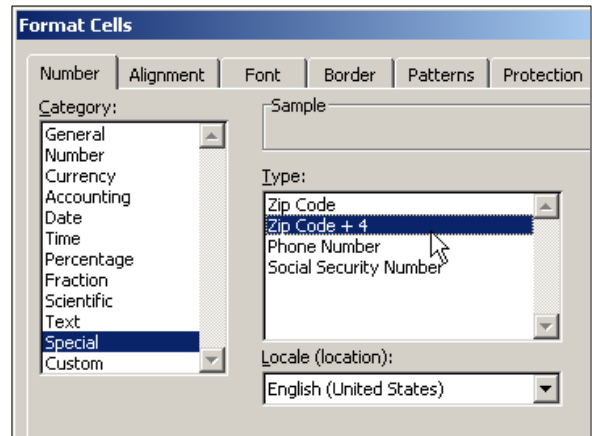 Format Cells
Number Alignment Font Border Patterns Protection
Category:
General
Number
Currency
Accounting
Date
Time
Percentage
Fraction
Scientific
Text
Special
Custom
Sample
Type:
Zip Code
Zip Code + 4
Phone Number
Social Security Number
Locale (location):
English (United States)